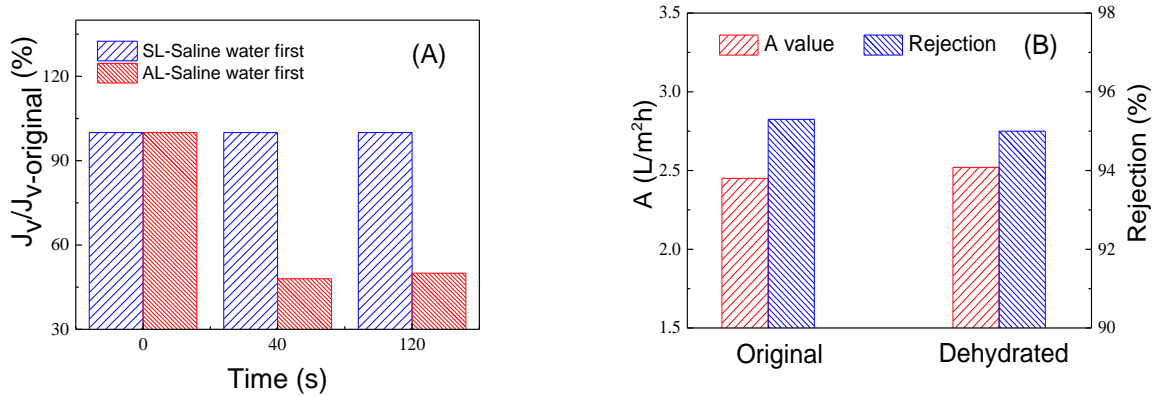 SL-Saline water first
AL-Saline water first
(A)
120
90
60
30
Jv/Jv-original (%)
0
40
120
Time (s)
A value
Rejection
(B)
3.5
3.0
2.5
2.0
1.5
A (L/m²h)
98
96
94
92
90
Rejection (%)
Original
Dehydrated